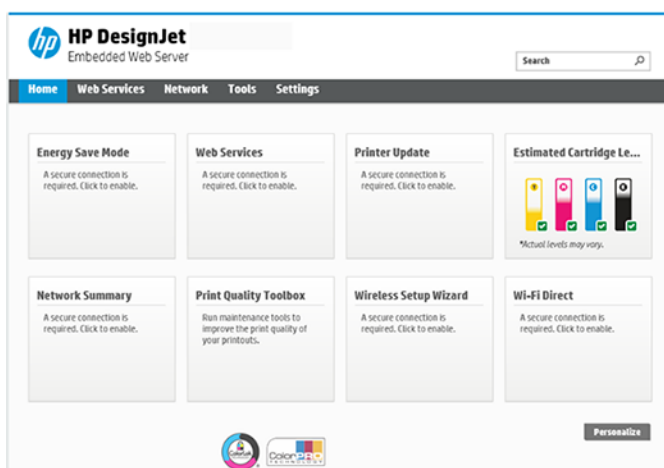 hp
HP DesignJet
Embedded Web Server
Search
Home Web Services Network Tools Settings
Energy Save Mode
A secure connection is
required. Click to enable.
Web Services
A secure connection is
required. Click to enable.
Printer Update
A secure connection is
required. Click to enable.
Estimated Cartridge Le...
*Actual levels may vary.
Network Summary
A secure connection is
required. Click to enable.
Print Quality Toolbox
Run maintenance tools to
improve the print quality of
your printouts.
Wireless Setup Wizard
A secure connection is
required. Click to enable.
Wi-Fi Direct
A secure connection is
required. Click to enable.
Personalize
ColorLok
ColorPRO
TECHNOLOGY